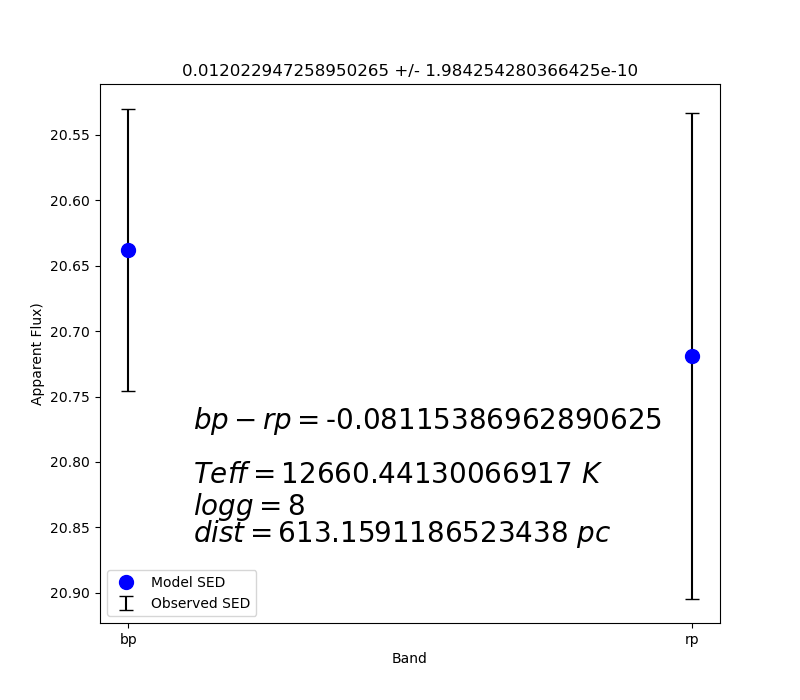 0.012022947258950265 +/- 1.984254280366425e-10
20.55
20.60
20.65
20.70
20.75
20.80
20.85
20.90
Apparent Flux)
bp − rp = -0.08115386962890625
Teff = 12660.44130066917 K
logg = 8
dist = 613.1591186523438 pc
Model SED
Observed SED
bp
rp
Band